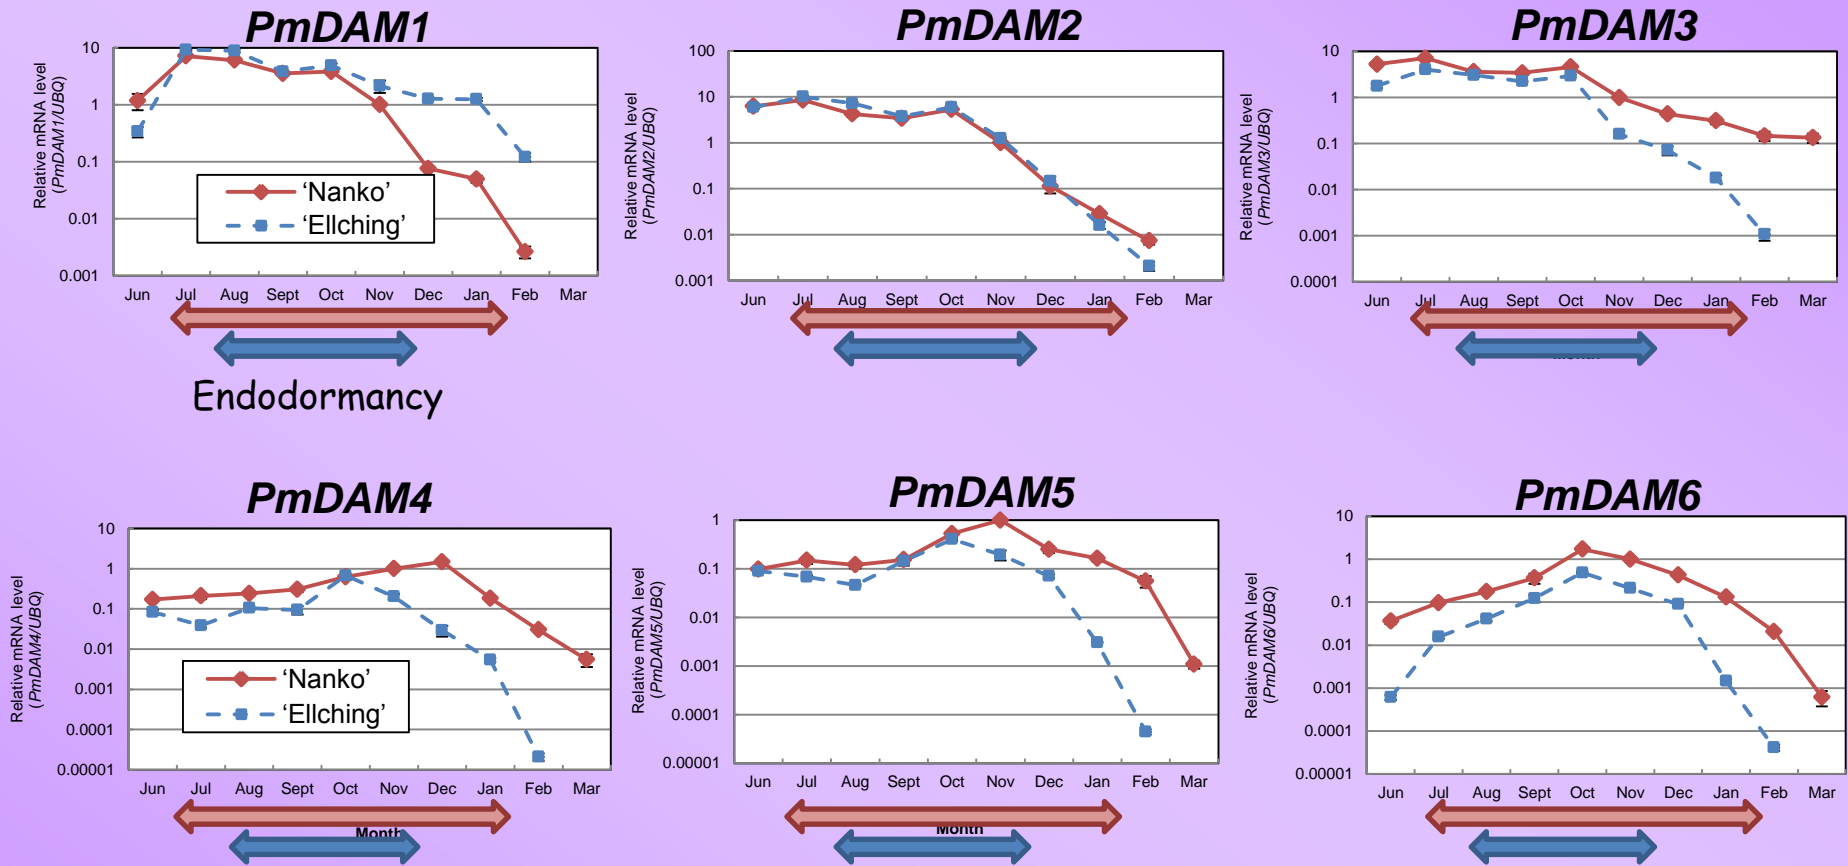 PmDAM1
Relative mRNA level
(PmDAM1/UBQ)
10
1
0.1
0.01
0.001
‘Nanko’
‘Ellching’
Jun Jul Aug Sept Oct Nov Dec Jan Feb Mar
Endodormancy
PmDAM2
Relative mRNA level
(PmDAM2/UBQ)
100
10
1
0.1
0.01
0.001
Jun Jul Aug Sept Oct Nov Dec Jan Feb Mar
PmDAM3
Relative mRNA level
(PmDAM3/UBQ)
10
1
0.1
0.01
0.001
0.0001
Jun Jul Aug Sept Oct Nov Dec Jan Feb Mar
PmDAM4
Relative mRNA level
(PmDAM4/UBQ)
10
1
0.1
0.01
0.001
0.0001
0.00001
‘Nanko’
‘Ellching’
Jun Jul Aug Sept Oct Nov Dec Jan Feb Mar
Month
PmDAM5
Relative mRNA level
(PmDAM5/UBQ)
1
0.1
0.01
0.001
0.0001
0.00001
Jun Jul Aug Sept Oct Nov Dec Jan Feb Mar
Month
PmDAM6
Relative mRNA level
(PmDAM6/UBQ)
10
1
0.1
0.01
0.001
0.0001
0.00001
Jun Jul Aug Sept Oct Nov Dec Jan Feb Mar